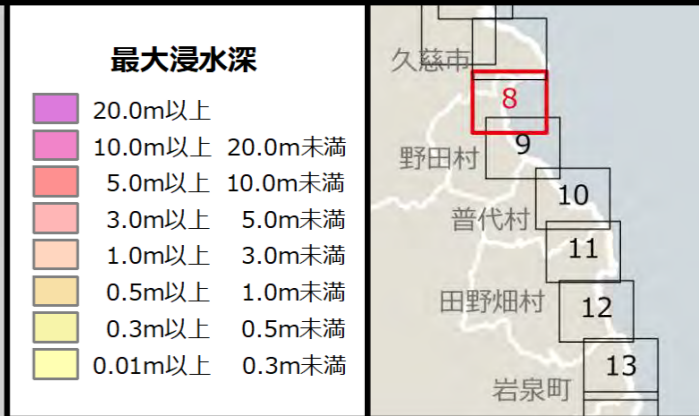 最大浸水深
20.0m以上
10.0m以上 20.0m未満
5.0m以上 10.0m未満
3.0m以上 5.0m未満
1.0m以上 3.0m未満
0.5m以上 1.0m未満
0.3m以上 0.5m未満
0.01m以上 0.3m未満
久慈市
8
野田村
9
10
普代村
11
田野畑村
12
13
岩泉町